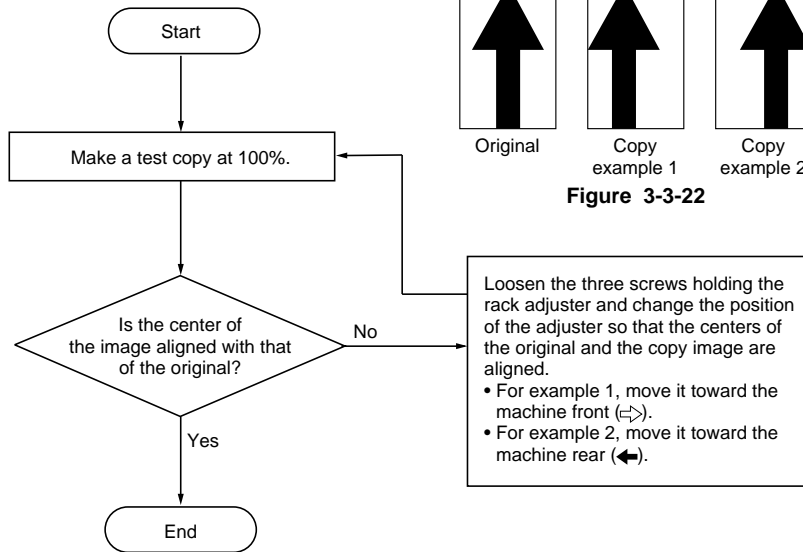 Start
Make a test copy at 100%.
Is the center of
the image aligned with that
of the original?
No
Yes
End
Original
Copy
example 1
Copy
example 2
Figure 3-3-22
Loosen the three screws holding the
rack adjuster and change the position
of the adjuster so that the centers of
the original and the copy image are
aligned.
• For example 1, move it toward the
machine front (⇨).
• For example 2, move it toward the
machine rear (⬅).